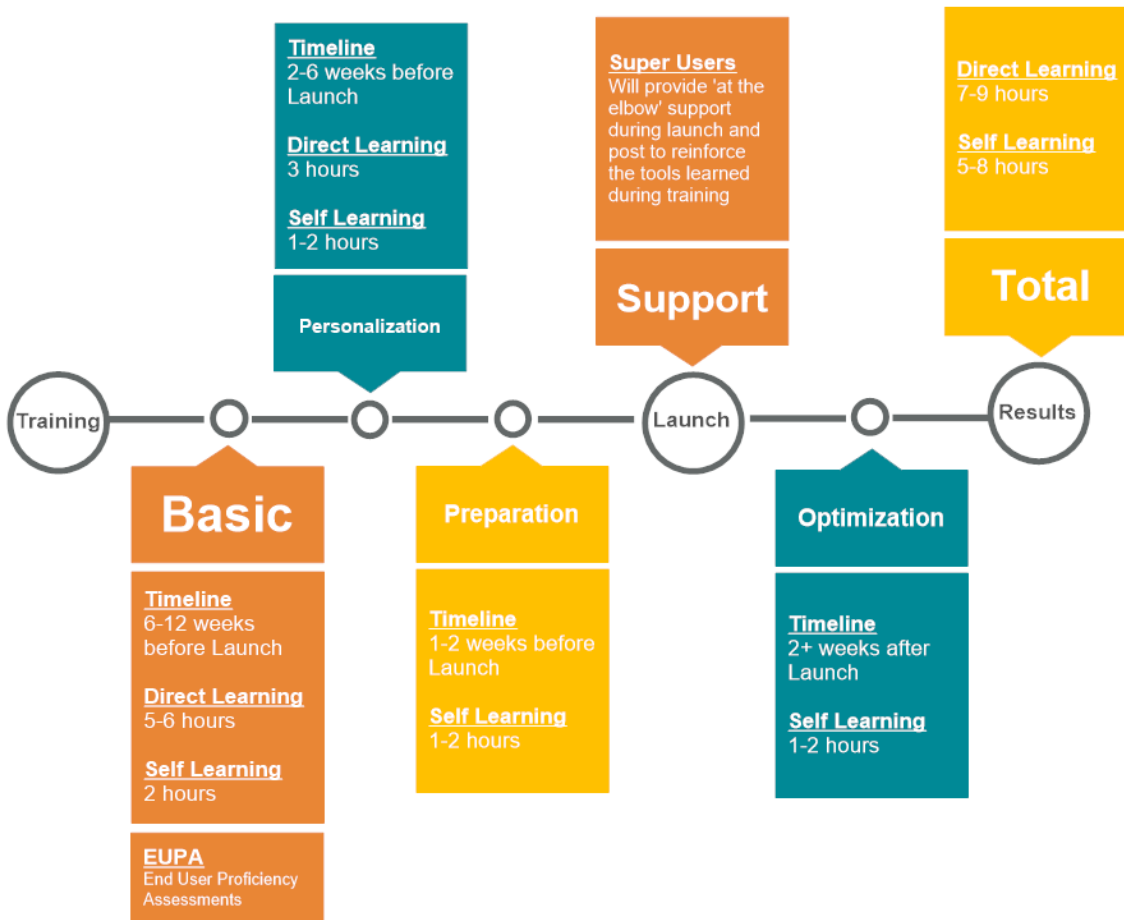 Timeline
2-6 weeks before
Launch
Direct Learning
3 hours
Self Learning
1-2 hours
Personalization
Super Users
Will provide 'at the
elbow' support
during launch and
post to reinforce
the tools learned
during training
Support
Direct Learning
7-9 hours
Self Learning
5-8 hours
Total
Training
Launch
Results
Basic
Timeline
6-12 weeks
before Launch
Direct Learning
5-6 hours
Self Learning
2 hours
EUPA
End User Proficiency
Assessments
Preparation
Timeline
1-2 weeks before
Launch
Self Learning
1-2 hours
Optimization
Timeline
2+ weeks after
Launch
Self Learning
1-2 hours